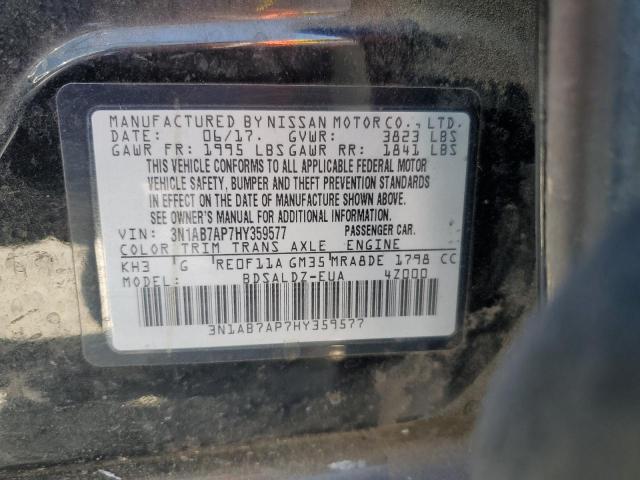 MANUFACTURED BY NISSAN MOTOR CO., LTD.
DATE: 06/17. GVWR: 3823 LBS
GAWR FR: 1995 LBS GAWR RR: 1841 LBS
THIS VEHICLE CONFORMS TO ALL APPLICABLE FEDERAL MOTOR
VEHICLE SAFETY, BUMPER AND THEFT PREVENTION STANDARDS
IN EFFECT ON THE DATE OF MANUFACTURE SHOWN ABOVE.
SEE OWNER'S MANUAL FOR ADDITIONAL INFORMATION.
VIN: 3N1AB7AP7HY359577 PASSENGER CAR.
COLOR TRIM TRANS AXLE ENGINE
KH3 G RE0F11A GM35 MRA8DE 1798 CC
MODEL: BDSALDZ-EUA 4Z000
3N1AB7AP7HY359577